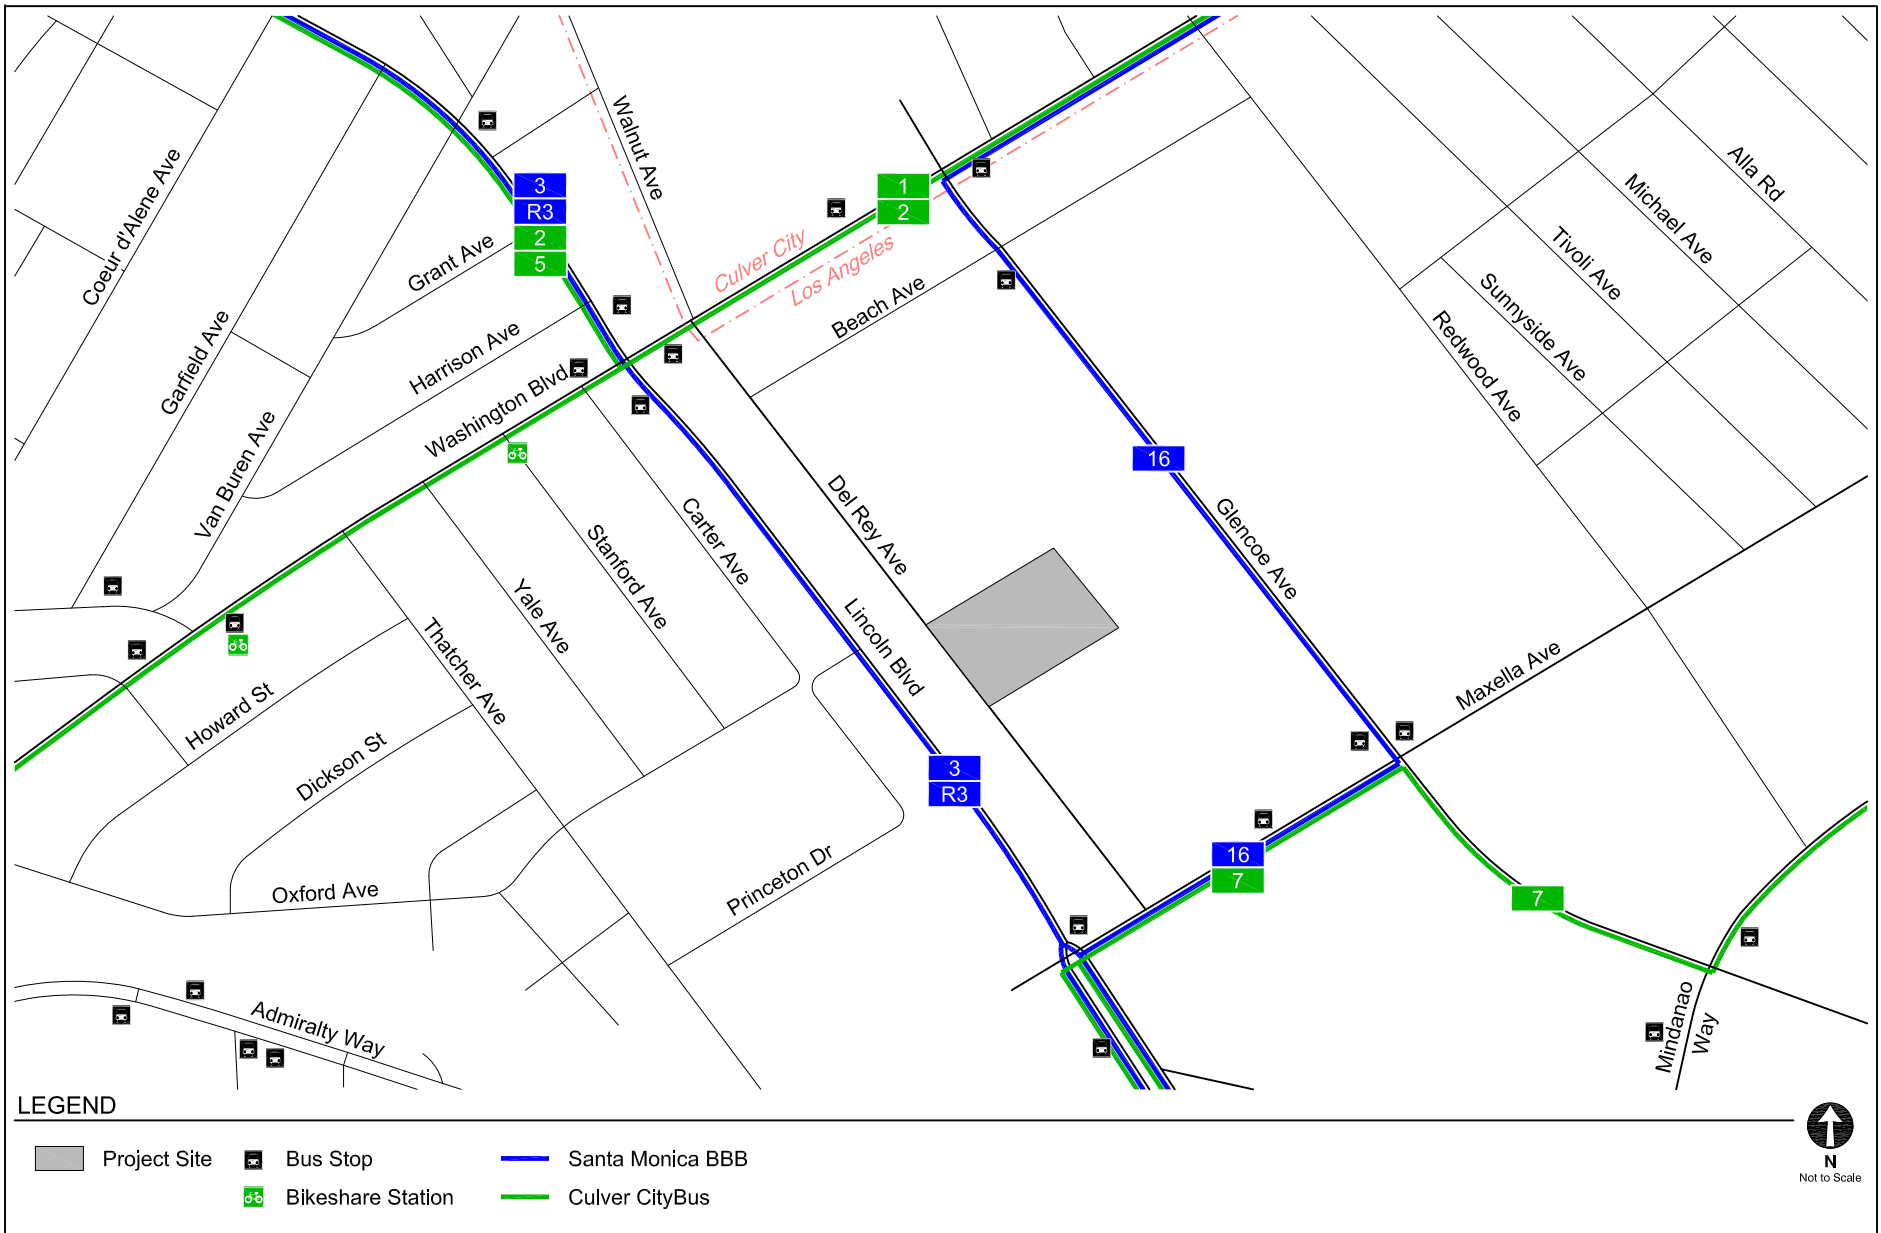 Coeur d'Alene Ave
Garfield Ave
Van Buren Ave
Grant Ave
Harrison Ave
Washington Blvd
Walnut Ave
3
R3
2
5
1
2
Culver City
Los Angeles
Beach Ave
Alla Rd
Michael Ave
Tivoli Ave
Sunnyside Ave
Redwood Ave
16
Glencoe Ave
Del Rey Ave
Carter Ave
Stanford Ave
Yale Ave
Thatcher Ave
Lincoln Blvd
Maxella Ave
Howard St
Dickson St
Oxford Ave
Princeton Dr
3
R3
16
7
7
Mindanao
Way
Admiralty Way
LEGEND
Project Site
Bus Stop
Santa Monica BBB
Bikeshare Station
Culver CityBus
N
Not to Scale